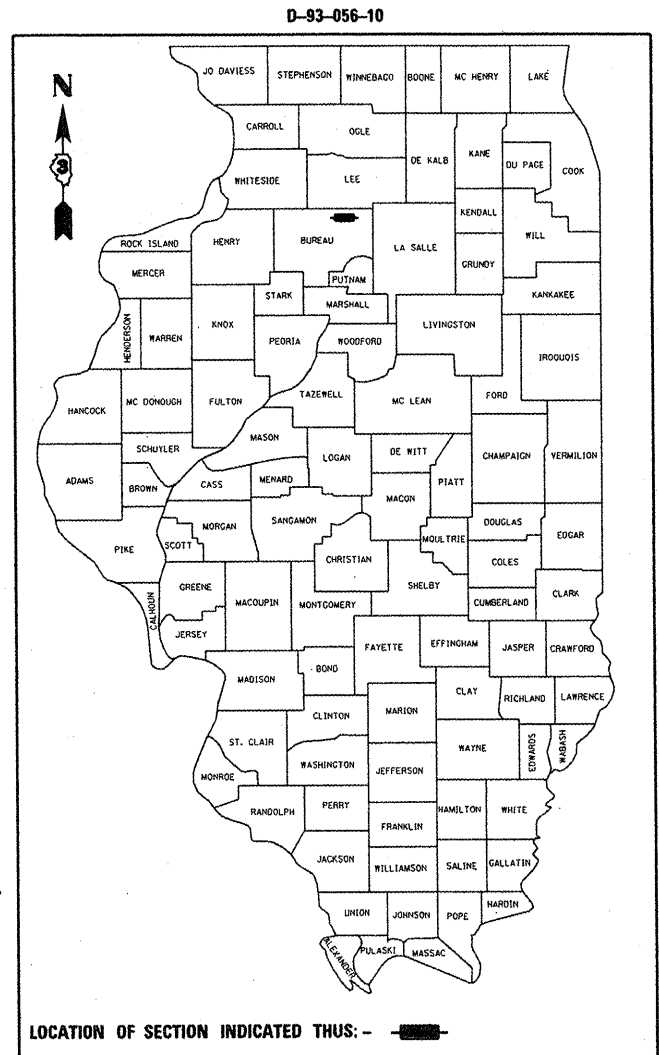 D-93-056-10
N
3
JO DAVIESS STEPHENSON WINNEBAGO BOONE MC HENRY LAKE
CARROLL OGLE
DE KALB KANE DU PAGE COOK
WHITESIDE LEE
KENDALL
ROCK ISLAND HENRY BUREAU LA SALLE WILL
GRUNDY
MERCER PUTNAM
KANKAKEE
STARK MARSHALL
HENDERSON WARREN KNOX PEORIA WOODFORD LIVINGSTON
IROQUOIS
HANCOCK MC DONOUGH FULTON TAZEWELL MC LEAN FORD
MASON
SCHUYLER LOGAN DE WITT CHAMPAIGN VERMILION
ADAMS BROWN CASS MENARD PIATT
MACON
PIKE SCOTT MORGAN SANGAMON DOUGLAS EDGAR
MOULTRIE
CHRISTIAN COLES
CALHOUN GREENE MACOUPIN MONTGOMERY SHELBY CUMBERLAND CLARK
JERSEY
FAYETTE EFFINGHAM JASPER CRAWFORD
MADISON BOND
CLAY RICHLAND LAWRENCE
CLINTON MARION
ST. CLAIR WAYNE EDWARDS WABASH
WASHINGTON JEFFERSON
MONROE
RANDOLPH PERRY HAMILTON WHITE
FRANKLIN
JACKSON WILLIAMSON SALINE GALLATIN
HARDIN
UNION JOHNSON POPE
ALEXANDER PULASKI MASSAC
LOCATION OF SECTION INDICATED THUS: -